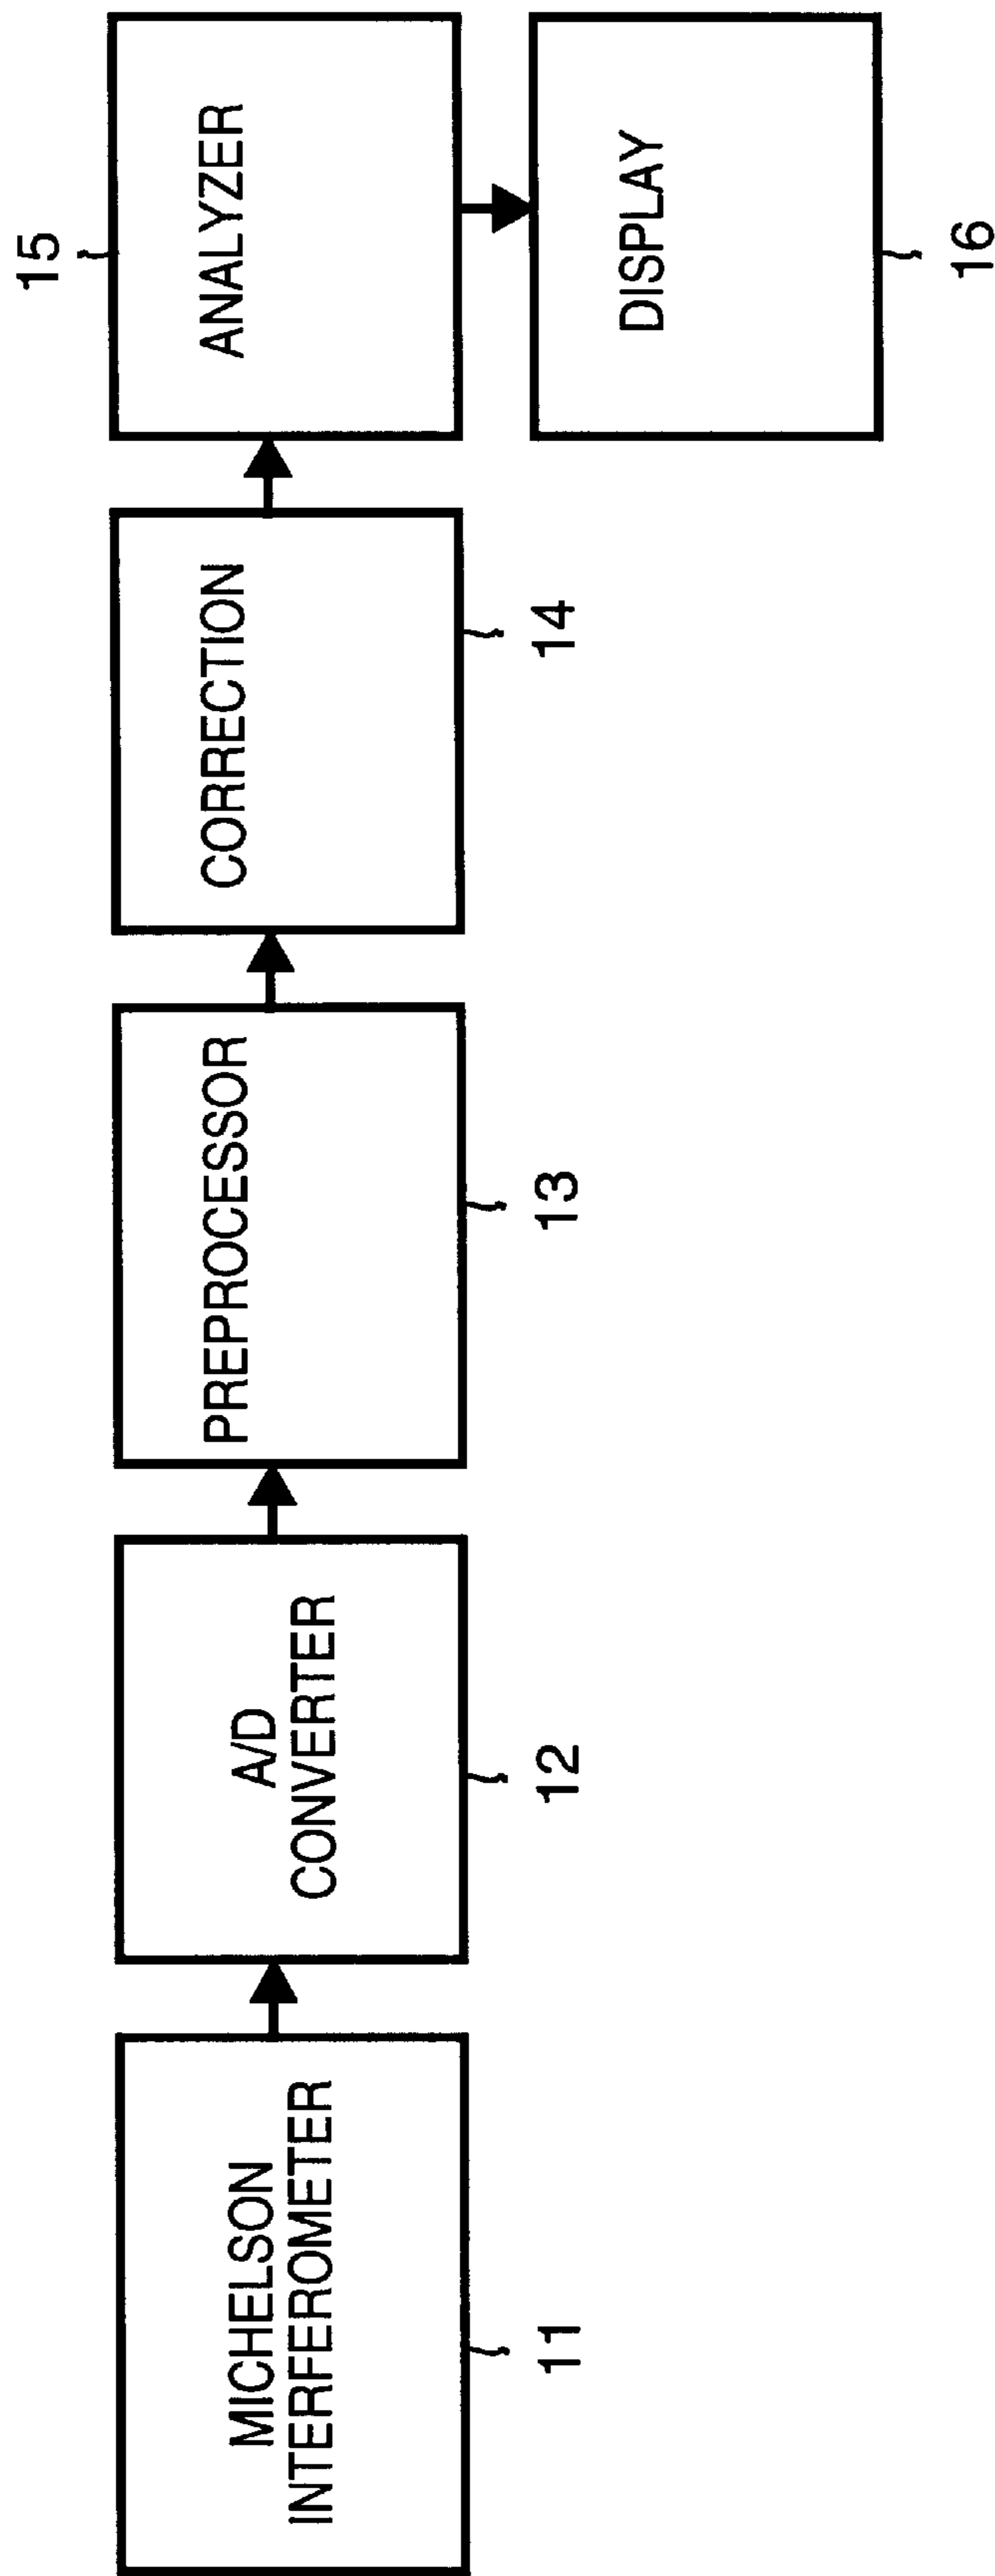 MICHELSON
INTERFEROMETER
11
A/D
CONVERTER
12
PREPROCESSOR
13
CORRECTION
14
ANALYZER
15
DISPLAY
16